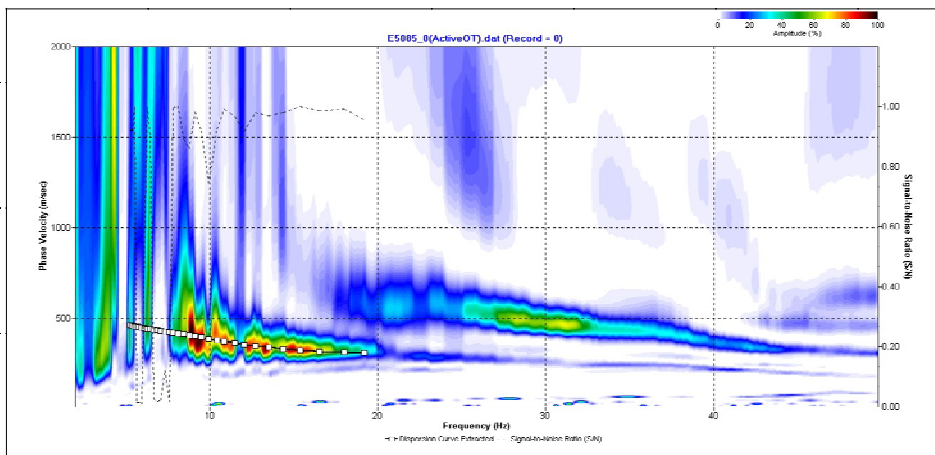 E5085_0(ActiveOT).dat (Record = 0)
0 20 40 60 80 100
Amplitude (%)
2000
1500
1000
500
Phase Velocity (m/sec)
1.00
0.80
0.60
0.40
0.20
0.00
Signal-to-Noise Ratio (S/N)
10 20 30 40
Frequency (Hz)
Dispersion Curve Extracted Signal-to-Noise Ratio (S/N)